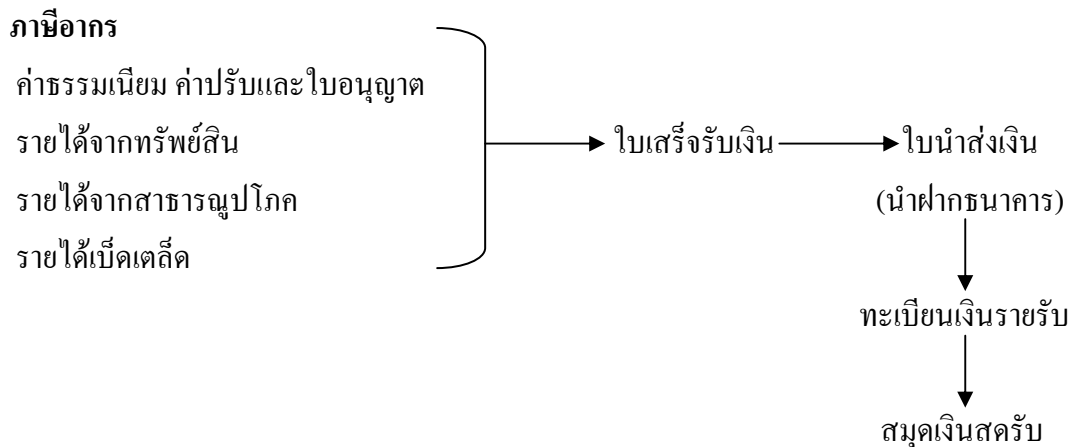 ภาษีอากร
ค่าธรรมเนียม ค่าปรับและใบอนุญาต
รายได้จากทรัพย์สิน
รายได้จากสาธารณูปโภค
รายได้เบ็ดเตล็ด
ใบเสร็จรับเงิน
ใบนำส่งเงิน
(นำฝากธนาคาร)
ทะเบียนเงินรายรับ
สมุดเงินสดรับ